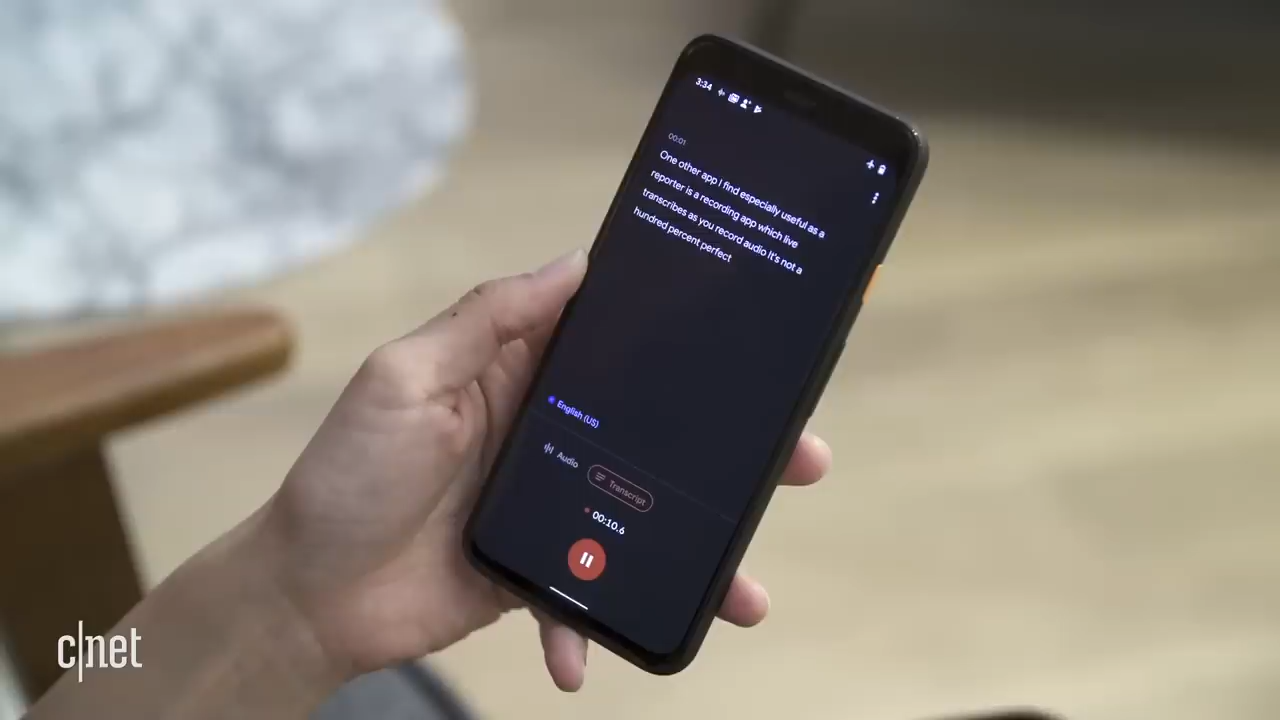 3:34
00:01
One other app I find especially useful as a
reporter is a recording app which live
transcribes as you record audio It's not a
hundred percent perfect
English (US)
Audio
Transcript
00:10.6
c|net